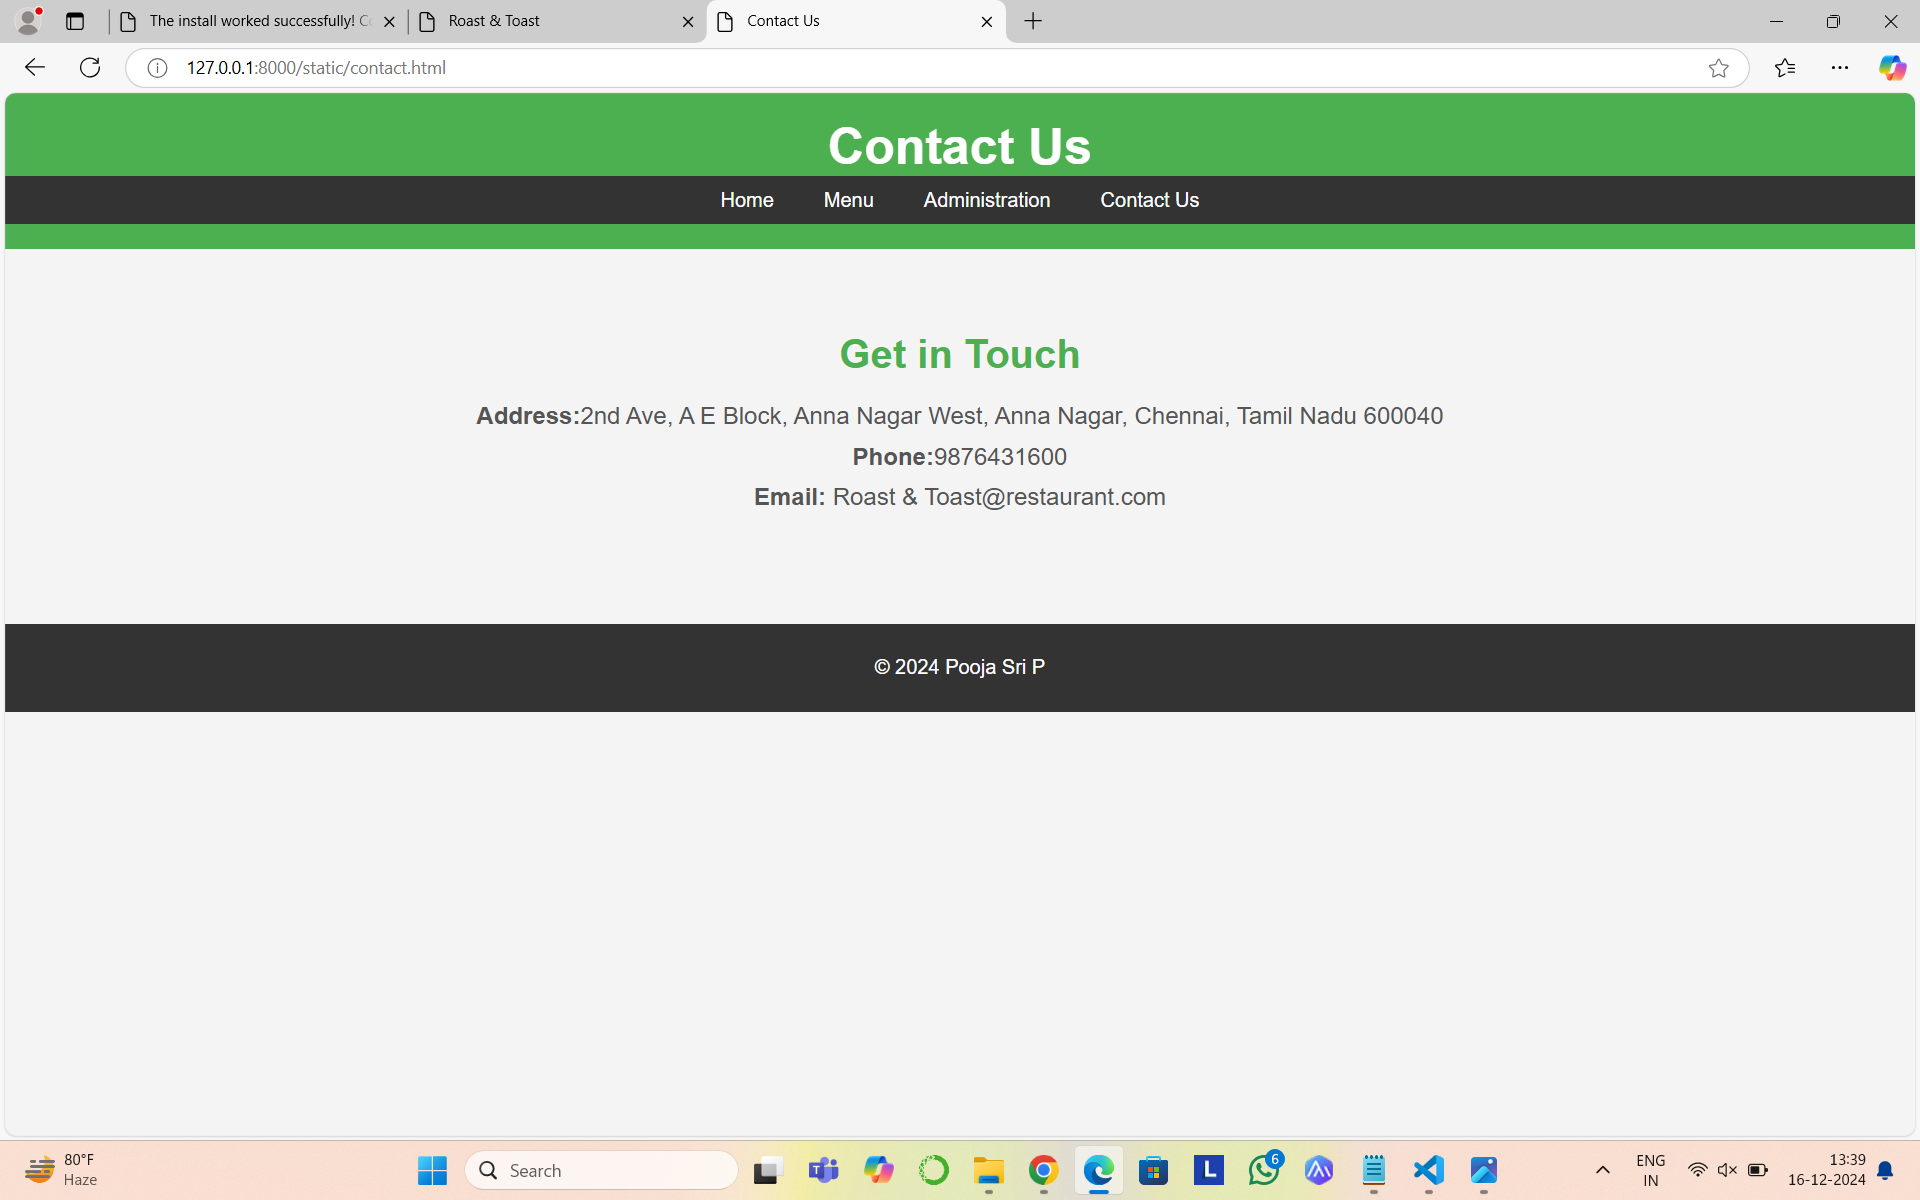 The install worked successfully! C
Roast & Toast
Contact Us
127.0.0.1:8000/static/contact.html
Contact Us
Home Menu Administration Contact Us
Get in Touch
Address:2nd Ave, A E Block, Anna Nagar West, Anna Nagar, Chennai, Tamil Nadu 600040
Phone:9876431600
Email: Roast & Toast@restaurant.com
© 2024 Pooja Sri P
80°F
Haze
Search
L
6
ENG
IN
13:39
16-12-2024